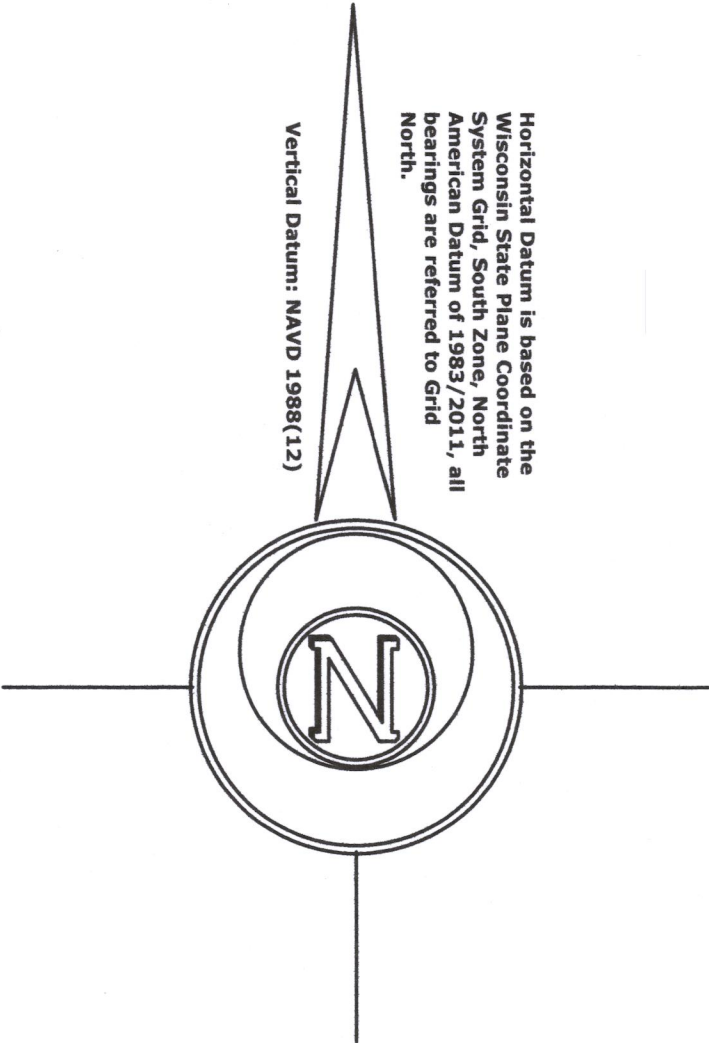 Horizontal Datum is based on the
Wisconsin State Plane Coordinate
System Grid, South Zone, North
American Datum of 1983/2011, all
bearings are referred to Grid
North.
Vertical Datum: NAVD 1988(12)
N